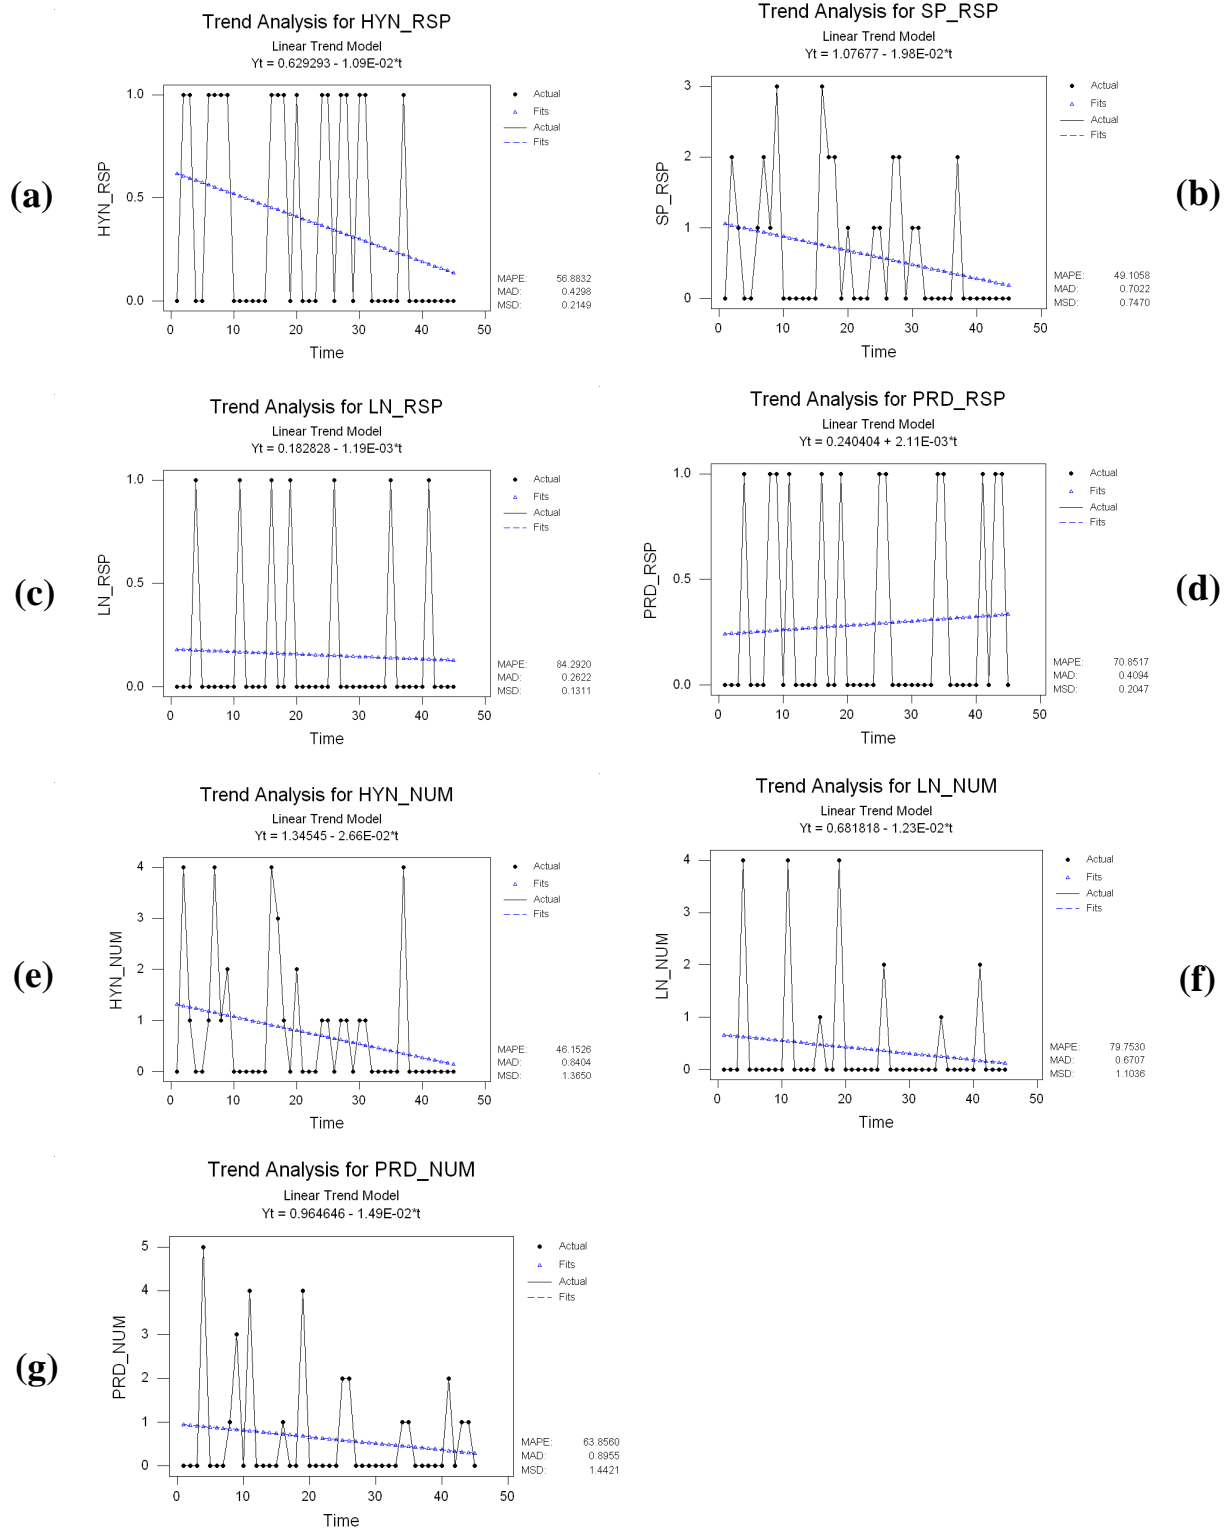 (a)
Trend Analysis for HYN_RSP
Linear Trend Model
Yt = 0.629293 - 1.09E-02*t
1.0
0.5
0.0
HYN_RSP
0 10 20 30 40 50
Time
Actual
Fits
Actual
Fits
MAPE: 56.8832
MAD: 0.4298
MSD: 0.2149
Trend Analysis for SP_RSP
Linear Trend Model
Yt = 1.07677 - 1.98E-02*t
3
2
1
0
SP_RSP
0 10 20 30 40 50
Time
Actual
Fits
Actual
Fits
MAPE: 49.1058
MAD: 0.7022
MSD: 0.7470
(b)
(c)
Trend Analysis for LN_RSP
Linear Trend Model
Yt = 0.182828 - 1.19E-03*t
1.0
0.5
0.0
LN_RSP
0 10 20 30 40 50
Time
Actual
Fits
Actual
Fits
MAPE: 84.2920
MAD: 0.2622
MSD: 0.1311
Trend Analysis for PRD_RSP
Linear Trend Model
Yt = 0.240404 + 2.11E-03*t
1.0
0.5
0.0
PRD_RSP
0 10 20 30 40 50
Time
Actual
Fits
Actual
Fits
MAPE: 70.8517
MAD: 0.4094
MSD: 0.2047
(d)
(e)
Trend Analysis for HYN_NUM
Linear Trend Model
Yt = 1.34545 - 2.66E-02*t
4
3
2
1
0
HYN_NUM
0 10 20 30 40 50
Time
Actual
Fits
Actual
Fits
MAPE: 46.1526
MAD: 0.8404
MSD: 1.3650
Trend Analysis for LN_NUM
Linear Trend Model
Yt = 0.681818 - 1.23E-02*t
4
3
2
1
0
LN_NUM
0 10 20 30 40 50
Time
Actual
Fits
Actual
Fits
MAPE: 79.7530
MAD: 0.6707
MSD: 1.1036
(f)
(g)
Trend Analysis for PRD_NUM
Linear Trend Model
Yt = 0.964646 - 1.49E-02*t
5
4
3
2
1
0
PRD_NUM
0 10 20 30 40 50
Time
Actual
Fits
Actual
Fits
MAPE: 63.8560
MAD: 0.8955
MSD: 1.4421